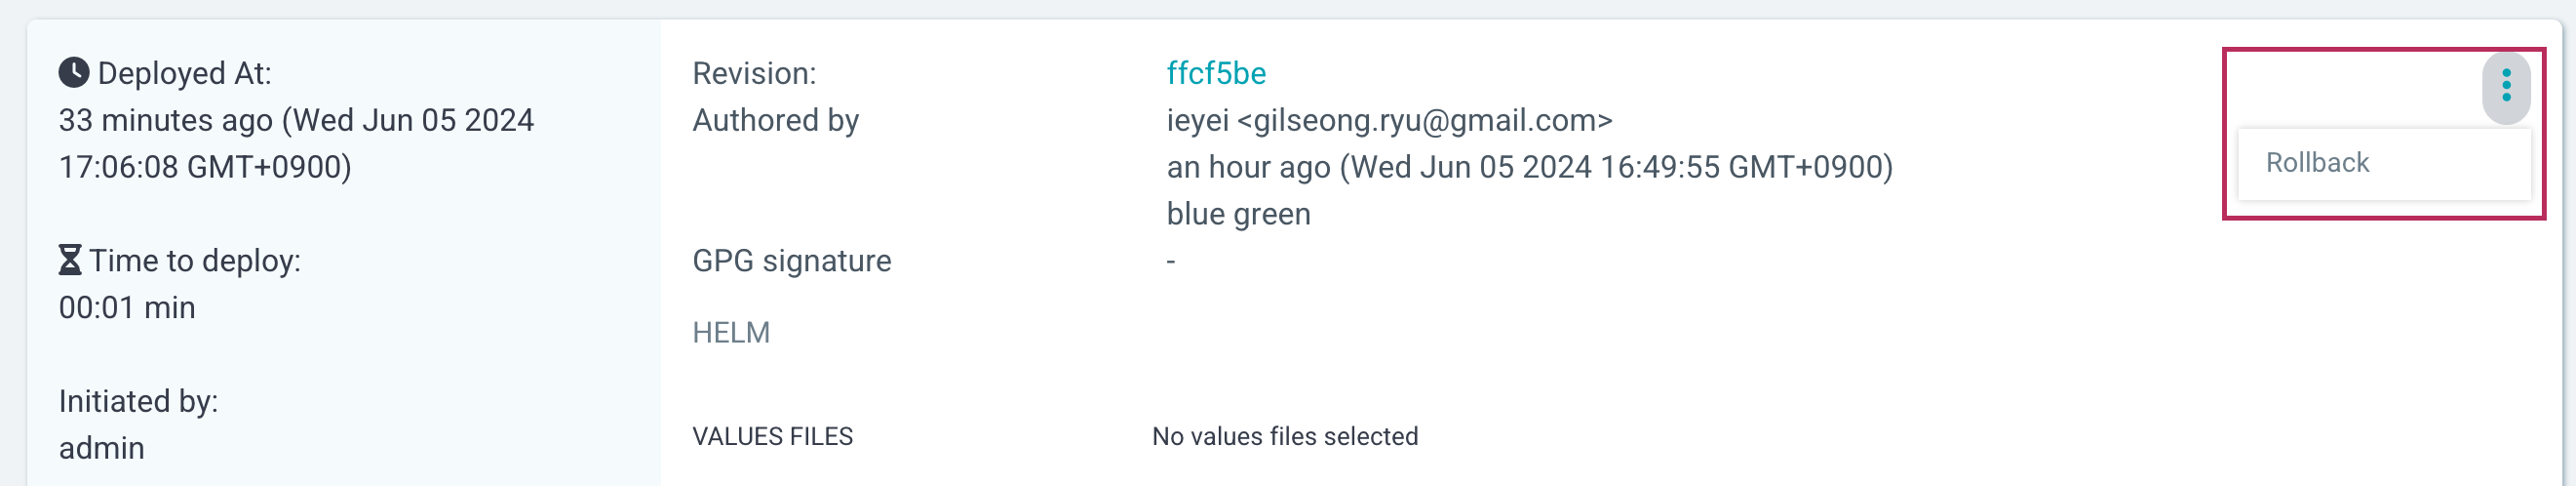 Deployed At:
33 minutes ago (Wed Jun 05 2024
17:06:08 GMT+0900)
Time to deploy:
00:01 min
Initiated by:
admin
Revision: ffcf5be
Authored by ieyei <gilseong.ryu@gmail.com>
an hour ago (Wed Jun 05 2024 16:49:55 GMT+0900)
blue green
GPG signature -
HELM
VALUES FILES No values files selected
Rollback